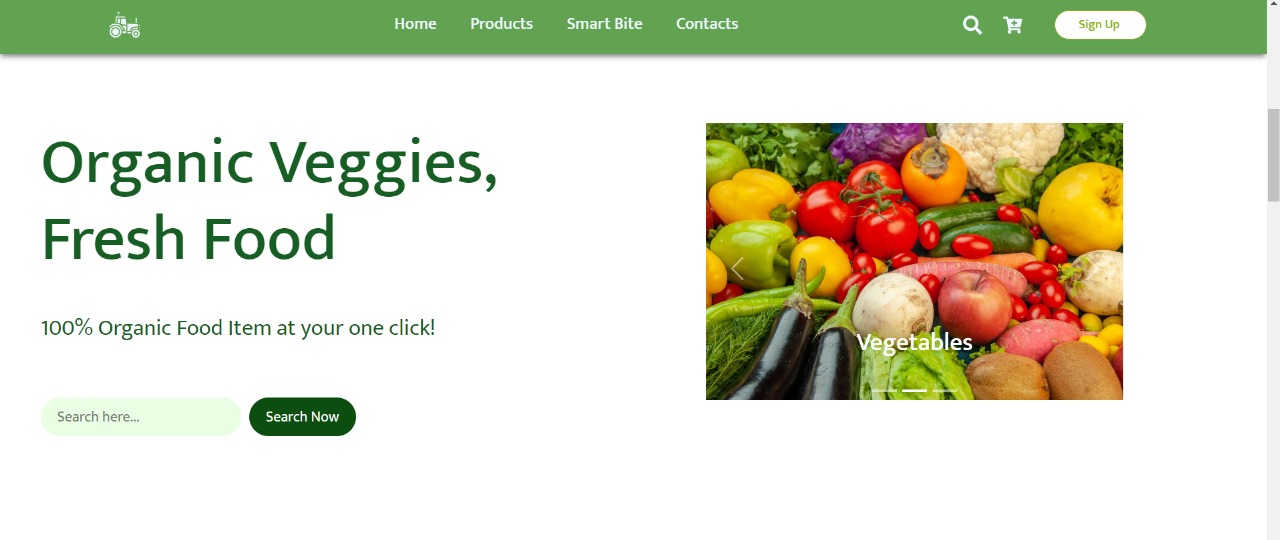 Home Products Smart Bite Contacts Sign Up
Organic Veggies,
Fresh Food
100% Organic Food Item at your one click!
Search here... Search Now
Vegetables